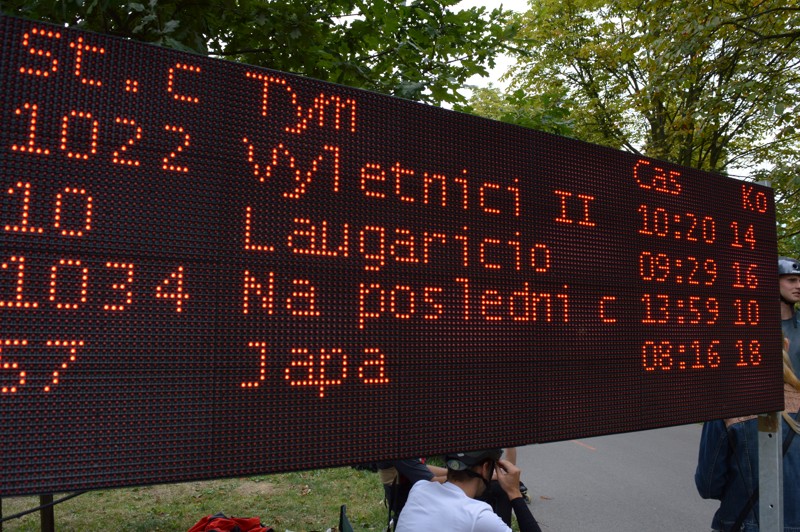 St.c Tym Cas Ko
1022 Vyletnici II 10:20 14
10 Laugaricio 09:29 16
1034 Na posledni c 13:59 10
57 Japa 08:16 18